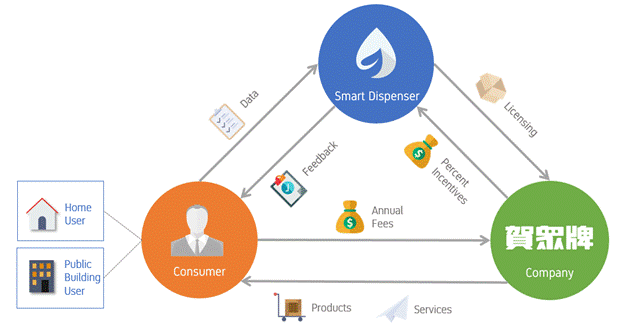 Smart Dispenser
Data
Licensing
Feedback
Percent
Incentives
Home
User
Public
Building
User
Consumer
Annual
Fees
賀眾牌
Company
Products
Services